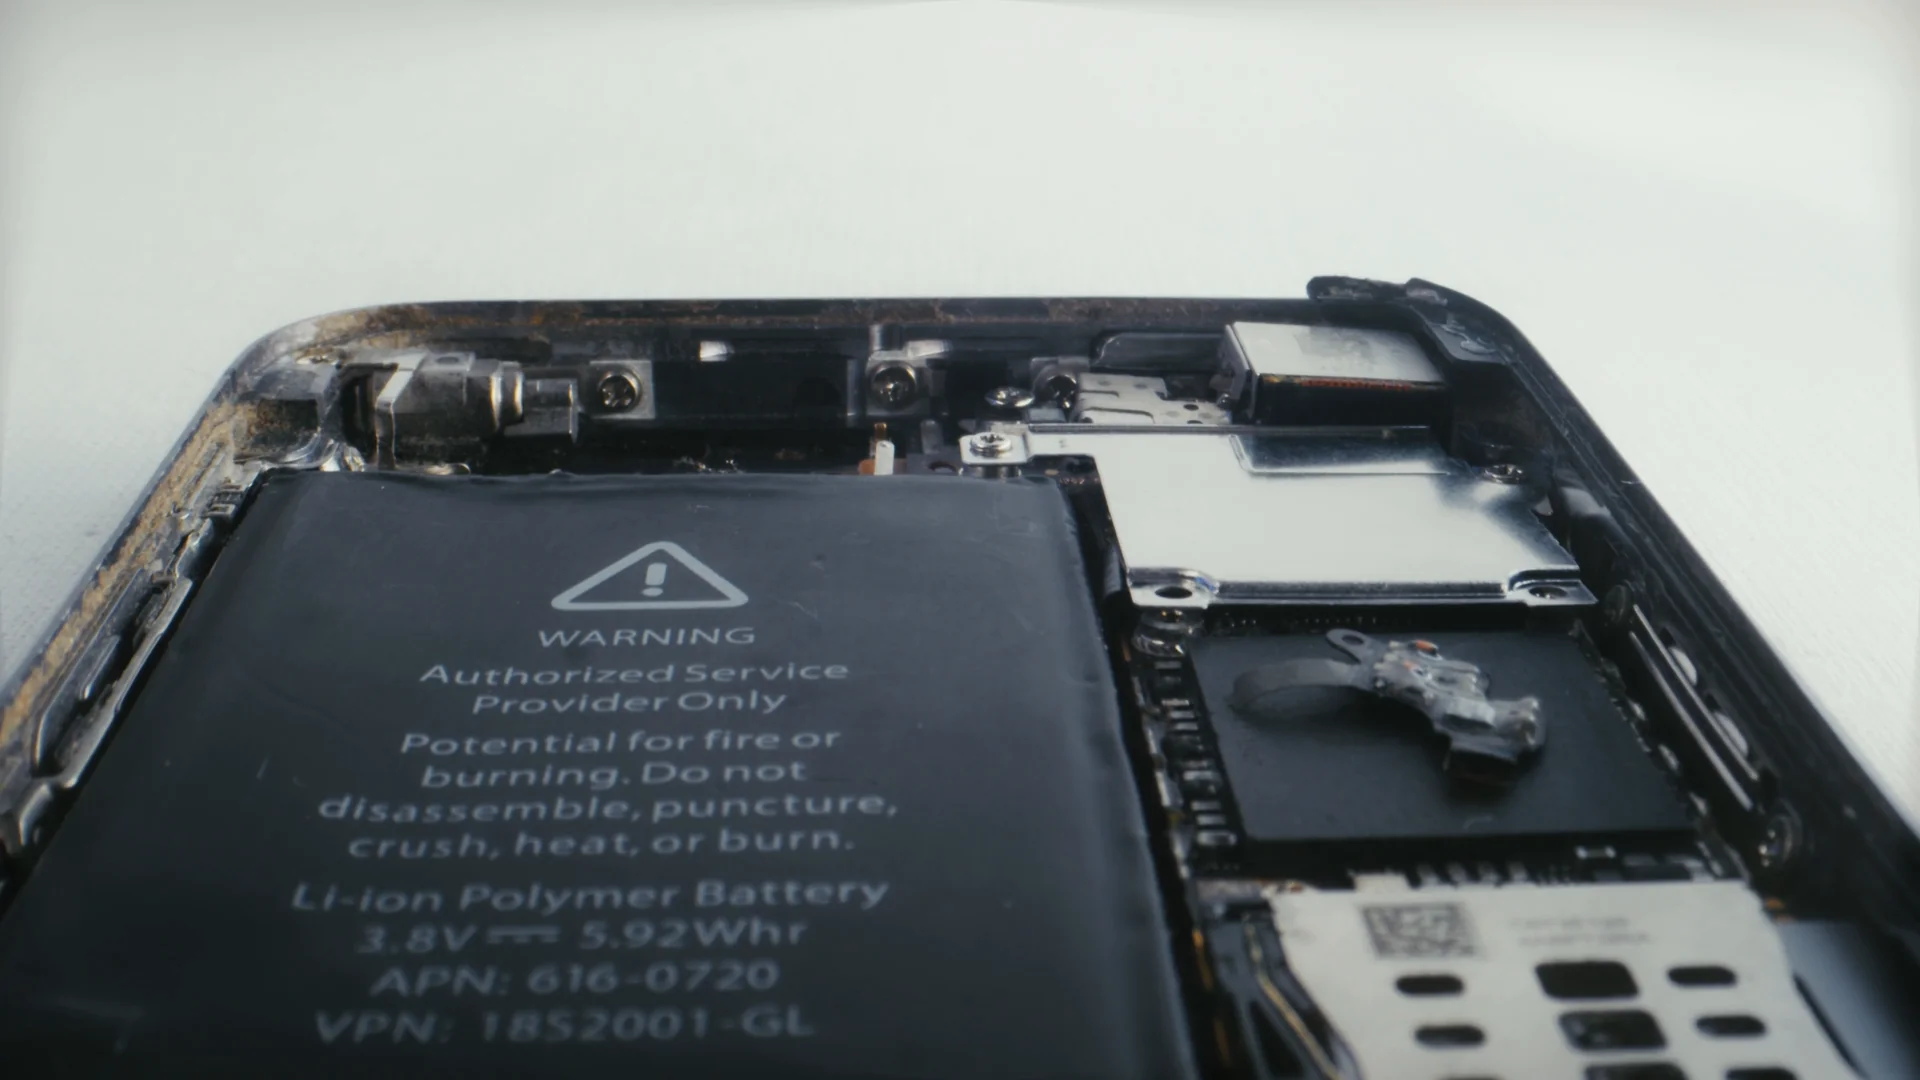 WARNING
Authorized Service
Provider Only
Potential for fire or
burning. Do not
disassemble, puncture,
crush, heat, or burn.
Li-ion Polymer Battery
3.8V⎓5.92Whr
APN: 616-0720
VPN: 18S2001-GL